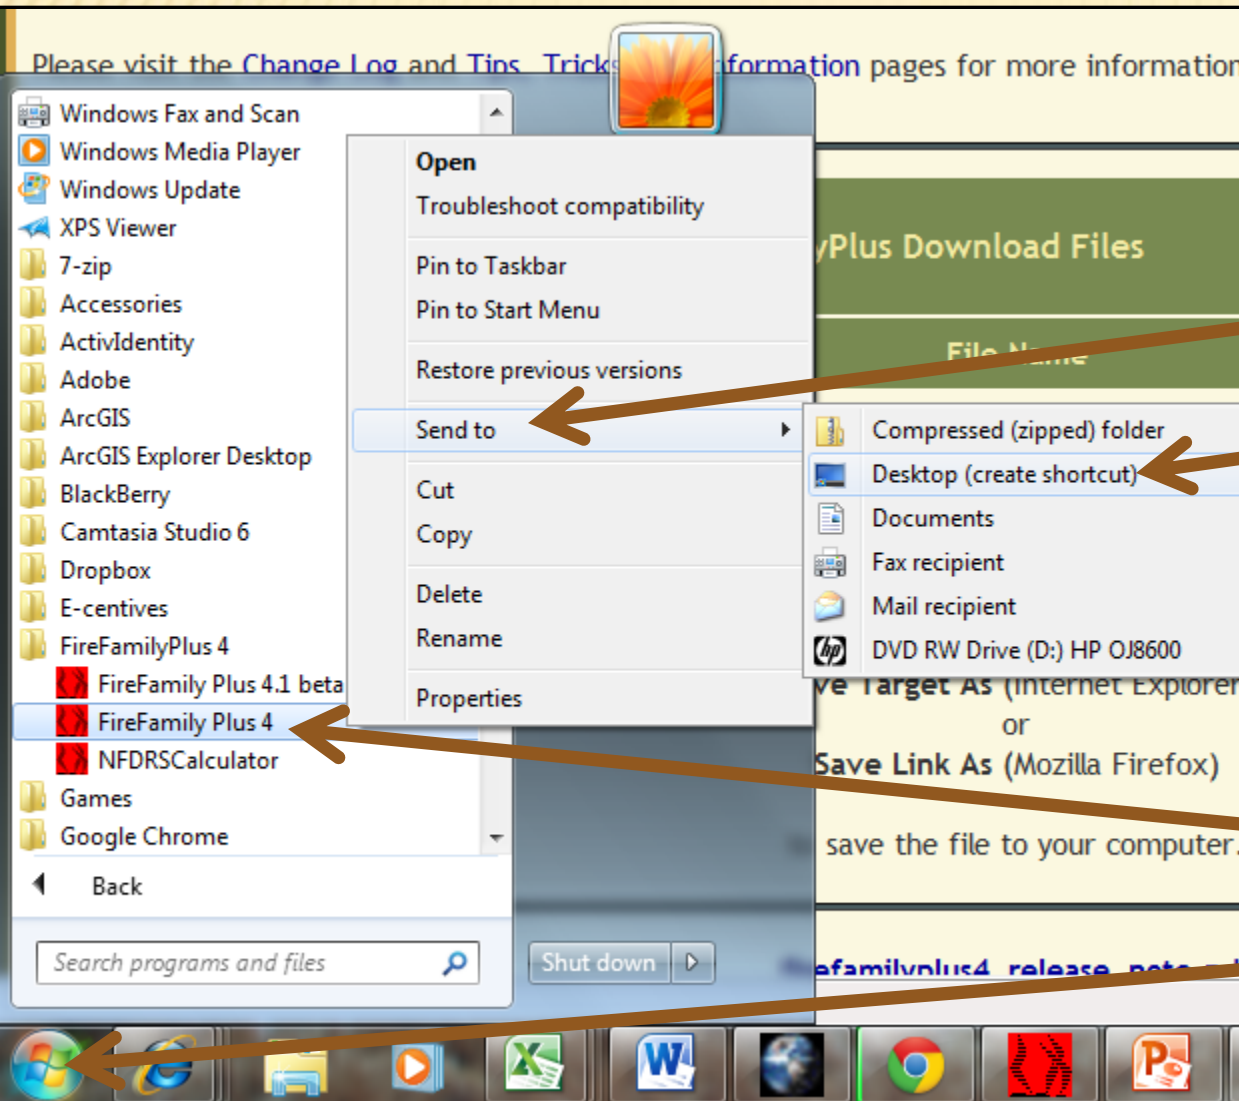 Please visit the Change Log and Tips, Tricks formation pages for more information
Windows Fax and Scan
Windows Media Player
Windows Update
XPS Viewer
7-zip
Accessories
ActivIdentity
Adobe
ArcGIS
ArcGIS Explorer Desktop
BlackBerry
Camtasia Studio 6
Dropbox
E-centives
FireFamilyPlus 4
FireFamily Plus 4.1 beta
FireFamily Plus 4
NFDRSCalculator
Games
Google Chrome
Back
Search programs and files
Shut down
Open
Troubleshoot compatibility
Pin to Taskbar
Pin to Start Menu
Restore previous versions
Send to
Cut
Copy
Delete
Rename
Properties
Compressed (zipped) folder
Desktop (create shortcut)
Documents
Fax recipient
Mail recipient
DVD RW Drive (D:) HP OJ8600
yPlus Download Files
File Name
ve Target As (Internet Explorer
or
Save Link As (Mozilla Firefox)
save the file to your computer.
efamilyplus4_release_note